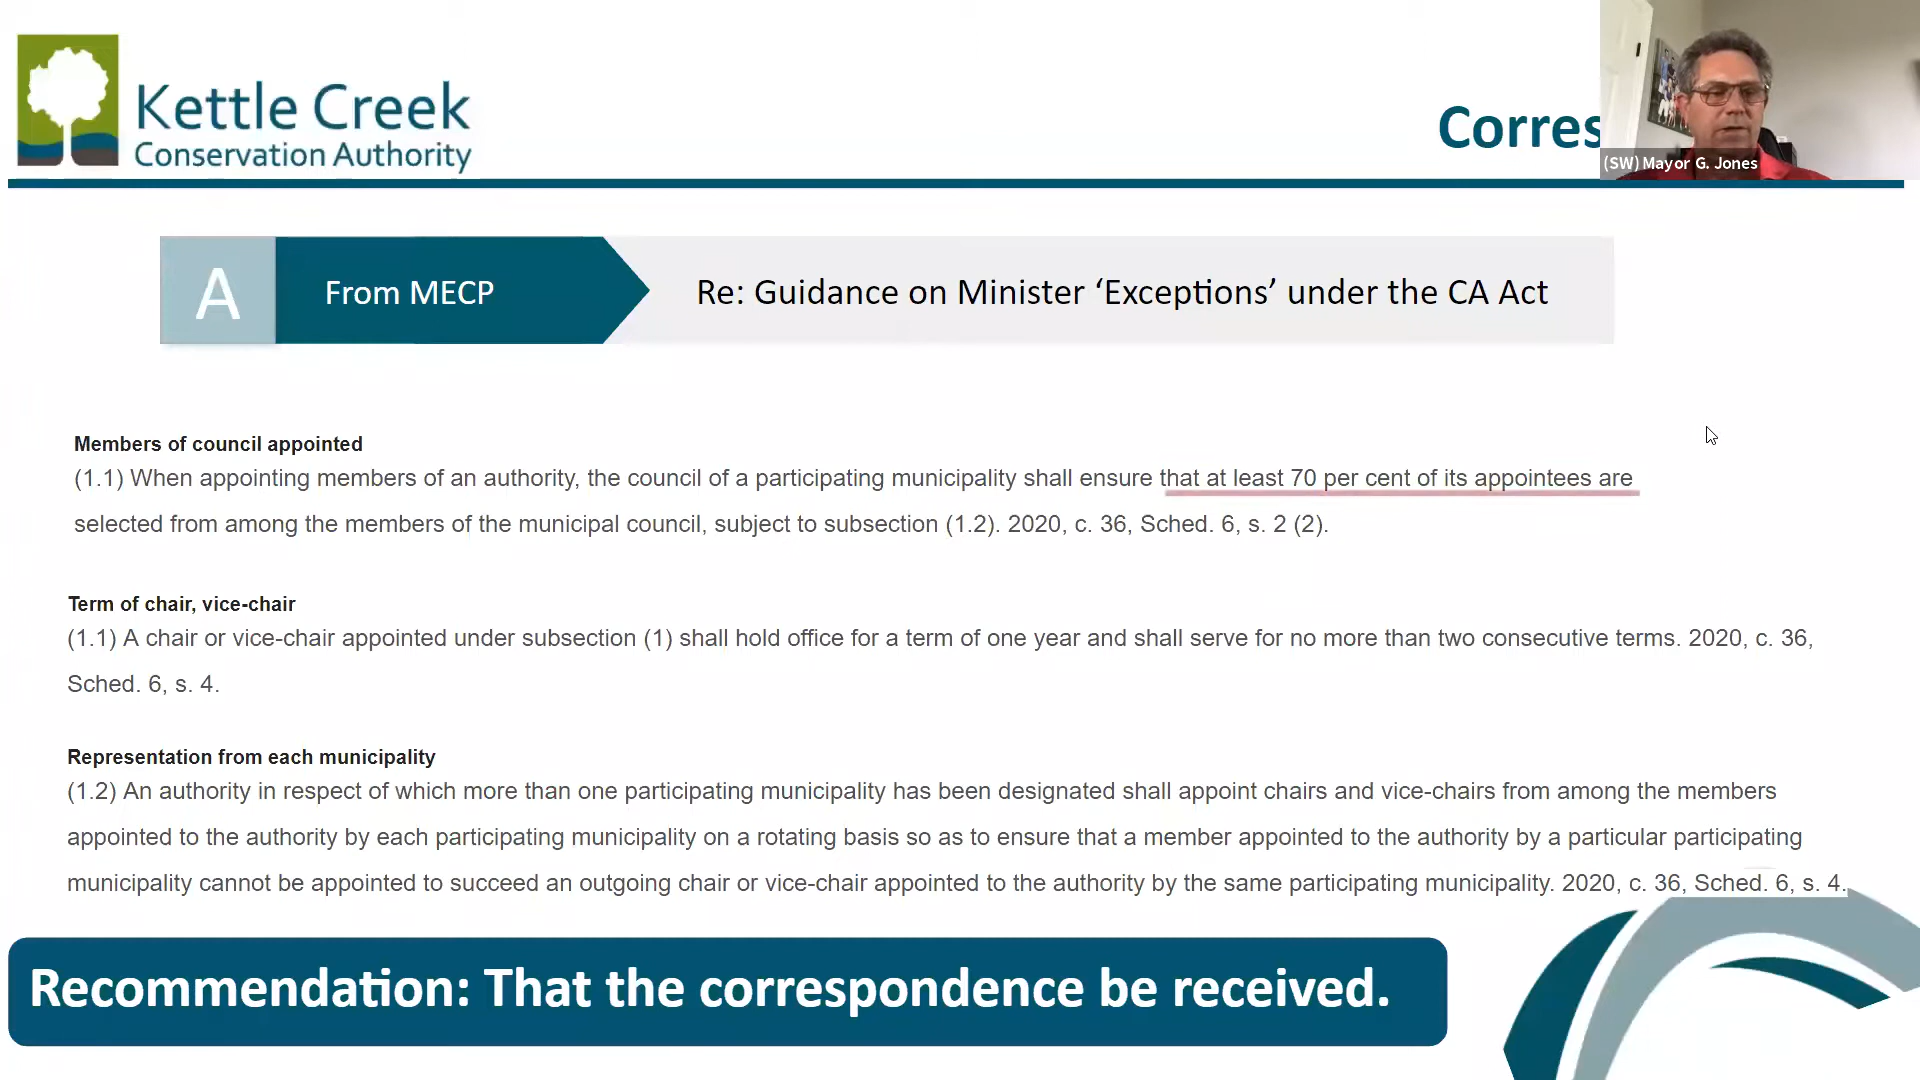 Kettle Creek
Conservation Authority
Corres
(SW) Mayor G. Jones
A
From MECP
Re: Guidance on Minister ‘Exceptions’ under the CA Act
Members of council appointed
(1.1) When appointing members of an authority, the council of a participating municipality shall ensure that at least 70 per cent of its appointees are
selected from among the members of the municipal council, subject to subsection (1.2). 2020, c. 36, Sched. 6, s. 2 (2).
Term of chair, vice-chair
(1.1) A chair or vice-chair appointed under subsection (1) shall hold office for a term of one year and shall serve for no more than two consecutive terms. 2020, c. 36,
Sched. 6, s. 4.
Representation from each municipality
(1.2) An authority in respect of which more than one participating municipality has been designated shall appoint chairs and vice-chairs from among the members
appointed to the authority by each participating municipality on a rotating basis so as to ensure that a member appointed to the authority by a particular participating
municipality cannot be appointed to succeed an outgoing chair or vice-chair appointed to the authority by the same participating municipality. 2020, c. 36, Sched. 6, s. 4.
Recommendation: That the correspondence be received.